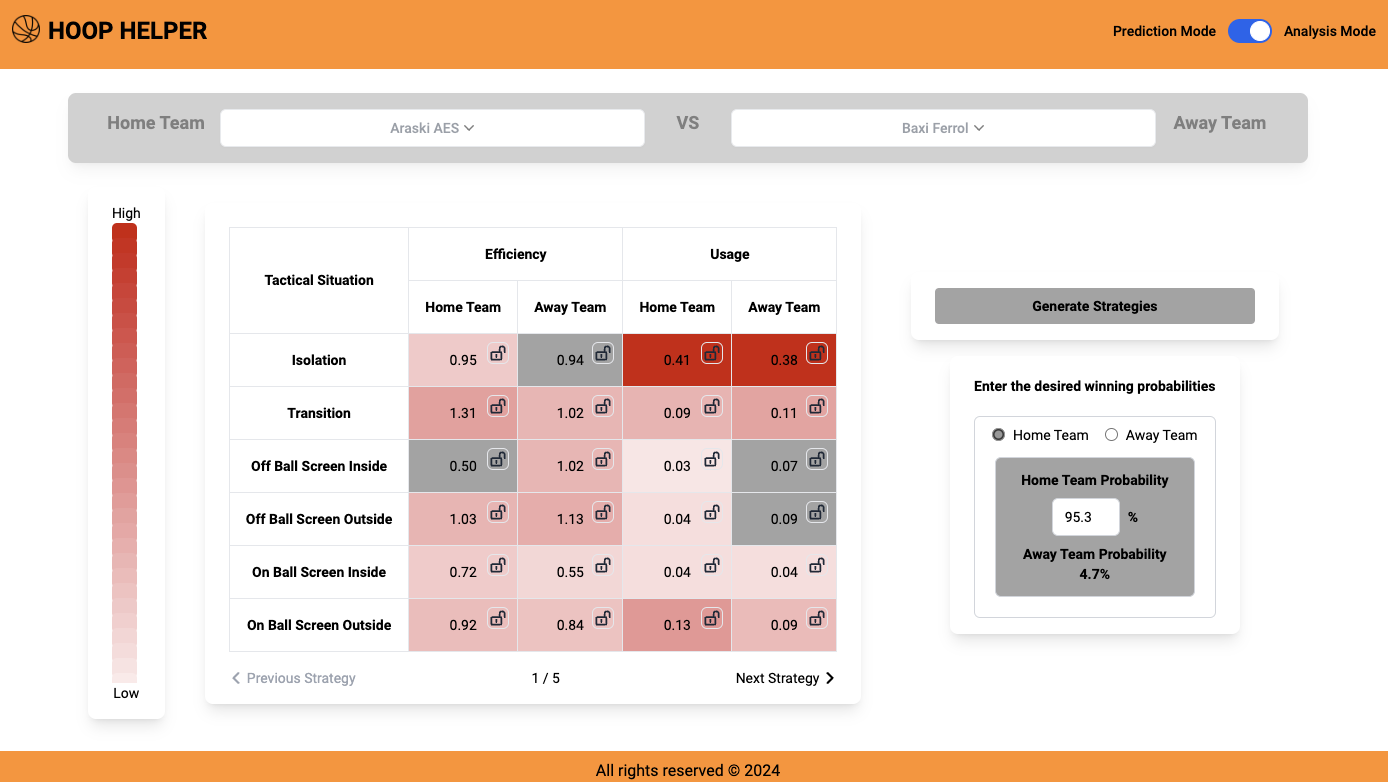 HOOP HELPER
Prediction Mode Analysis Mode
Home Team Araski AES VS Baxi Ferrol Away Team
High
Low
Tactical Situation Efficiency Usage
Home Team Away Team Home Team Away Team
Isolation 0.95 0.94 0.41 0.38
Transition 1.31 1.02 0.09 0.11
Off Ball Screen Inside 0.50 1.02 0.03 0.07
Off Ball Screen Outside 1.03 1.13 0.04 0.09
On Ball Screen Inside 0.72 0.55 0.04 0.04
On Ball Screen Outside 0.92 0.84 0.13 0.09
Previous Strategy 1 / 5 Next Strategy
Generate Strategies
Enter the desired winning probabilities
Home Team Away Team
Home Team Probability
95.3 %
Away Team Probability
4.7%
All rights reserved © 2024